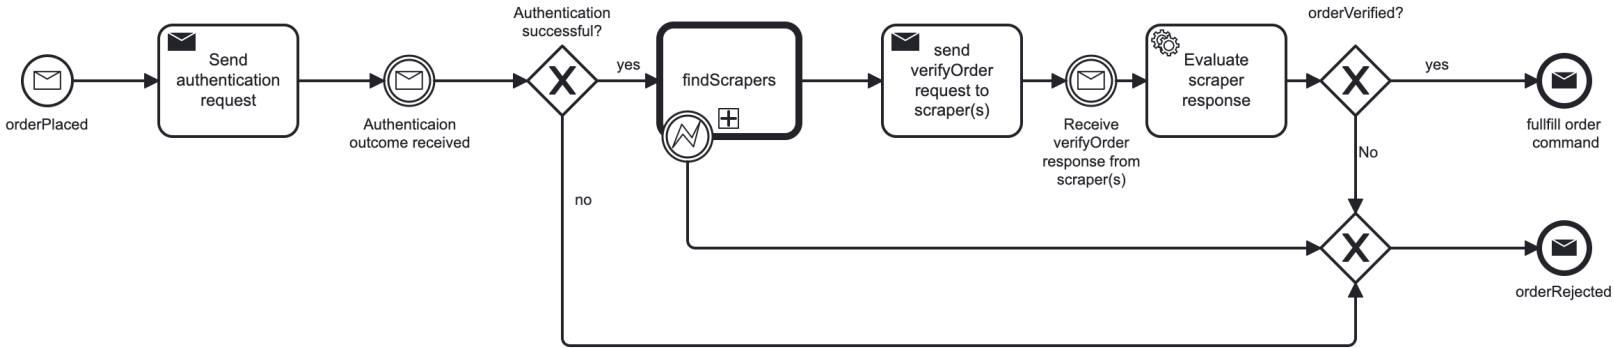 orderPlaced
Send
authentication
request
Authenticaion
outcome received
Authentication
successful?
yes
no
findScrapers
send
verifyOrder
request to
scraper(s)
Receive
verifyOrder
response from
scraper(s)
Evaluate
scraper
response
orderVerified?
yes
No
fullfill order
command
orderRejected